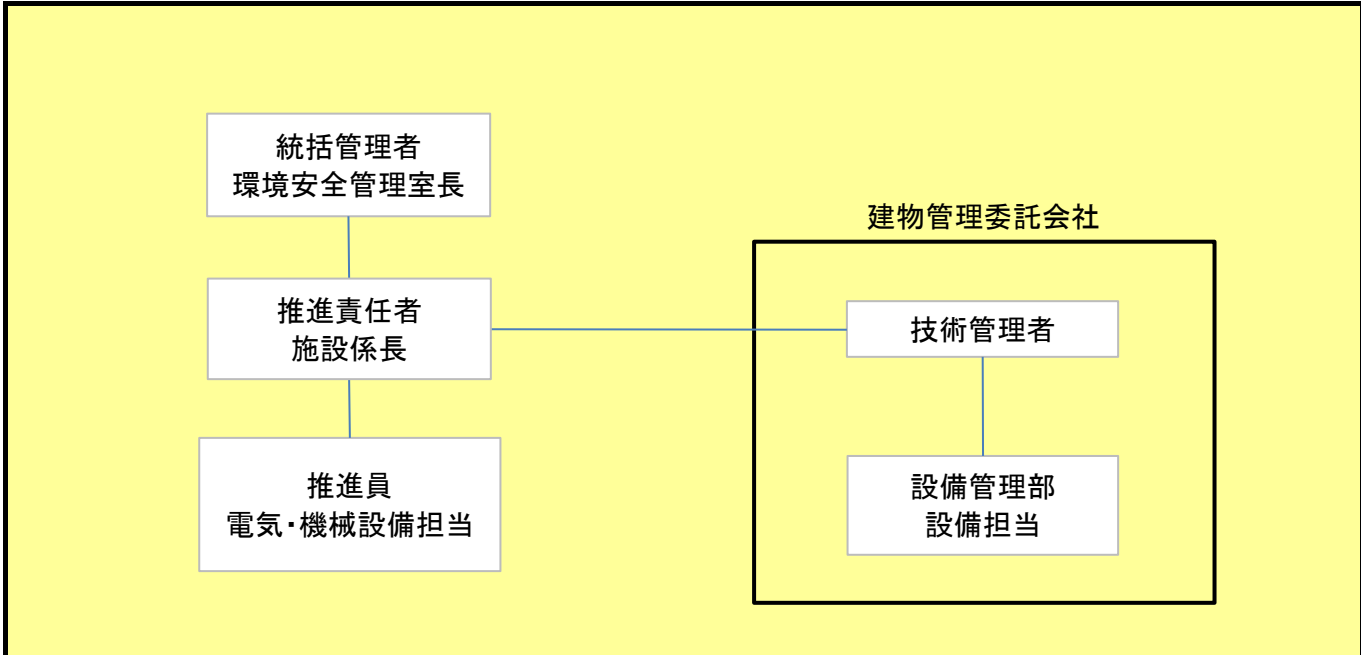 統括管理者
環境安全管理室長
建物管理委託会社
推進責任者
施設係長
技術管理者
推進員
電気・機械設備担当
設備管理部
設備担当